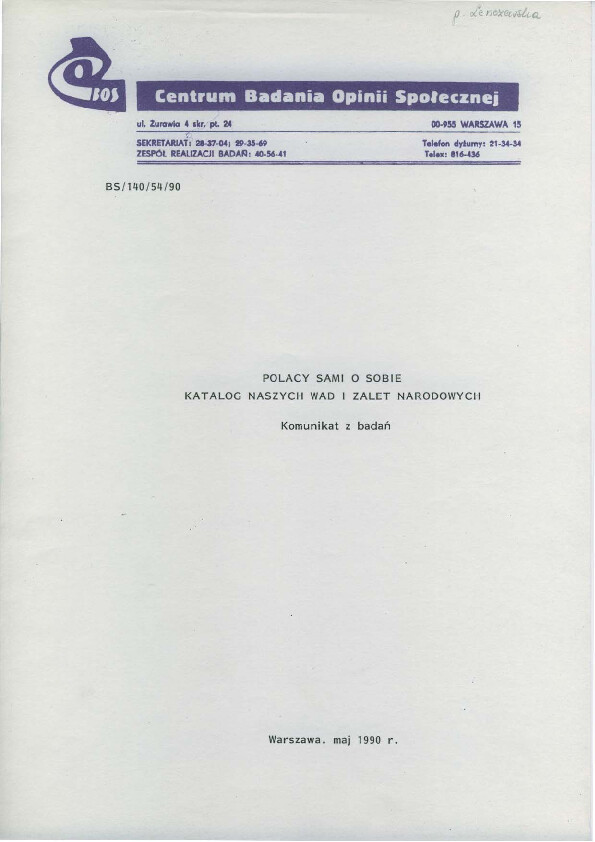 p.
CBOS
Centrum Badania Opinii Społecznej
ul. Żurawia 4 skr. pt. 24
00-955 WARSZAWA 15
SEKRETARIAT: 28-37-04; 29-35-69
Telefon dyżurny: 21-34-34
ZESPÓŁ REALIZACJI BADAŃ: 40-56-41
Telex: 816-436
BS/140/54/90
POLACY SAMI O SOBIE
KATALOG NASZYCH WAD I ZALET NARODOWYCH
Komunikat z badań
Warszawa, maj 1990 r.